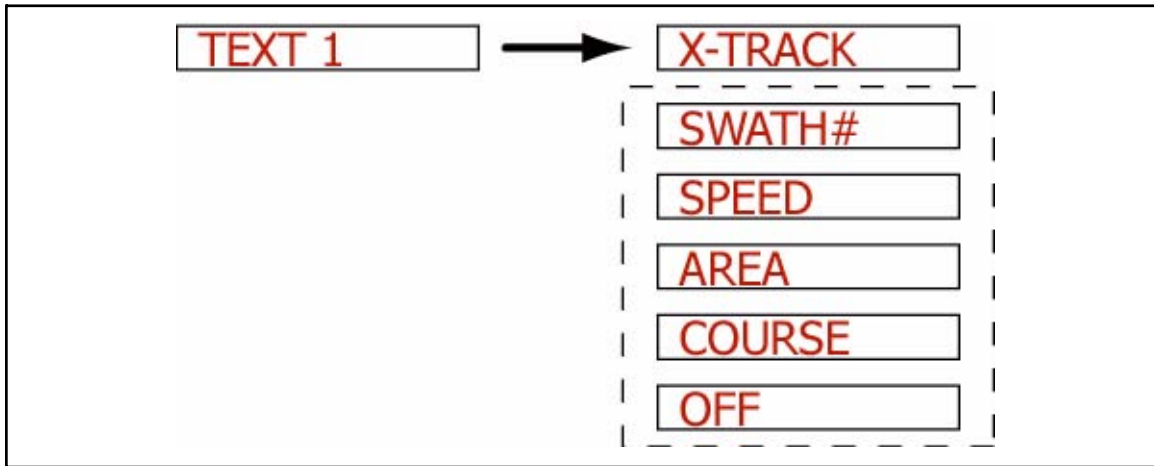 TEXT 1
X-TRACK
SWATH#
SPEED
AREA
COURSE
OFF